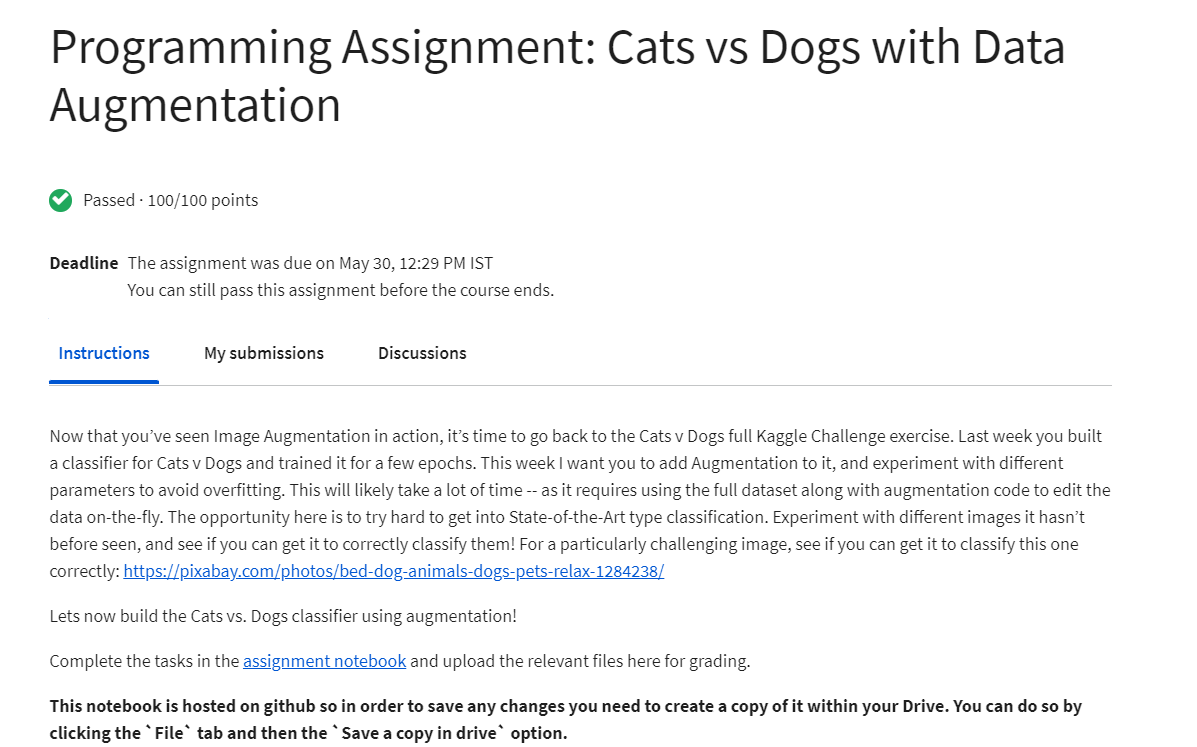 Programming Assignment: Cats vs Dogs with Data
Augmentation
Passed · 100/100 points
Deadline The assignment was due on May 30, 12:29 PM IST
You can still pass this assignment before the course ends.
Instructions My submissions Discussions
Now that you’ve seen Image Augmentation in action, it’s time to go back to the Cats v Dogs full Kaggle Challenge exercise. Last week you built
a classifier for Cats v Dogs and trained it for a few epochs. This week I want you to add Augmentation to it, and experiment with different
parameters to avoid overfitting. This will likely take a lot of time -- as it requires using the full dataset along with augmentation code to edit the
data on-the-fly. The opportunity here is to try hard to get into State-of-the-Art type classification. Experiment with different images it hasn’t
before seen, and see if you can get it to correctly classify them! For a particularly challenging image, see if you can get it to classify this one
correctly: https://pixabay.com/photos/bed-dog-animals-dogs-pets-relax-1284238/
Lets now build the Cats vs. Dogs classifier using augmentation!
Complete the tasks in the assignment notebook and upload the relevant files here for grading.
This notebook is hosted on github so in order to save any changes you need to create a copy of it within your Drive. You can do so by
clicking the `File` tab and then the `Save a copy in drive` option.